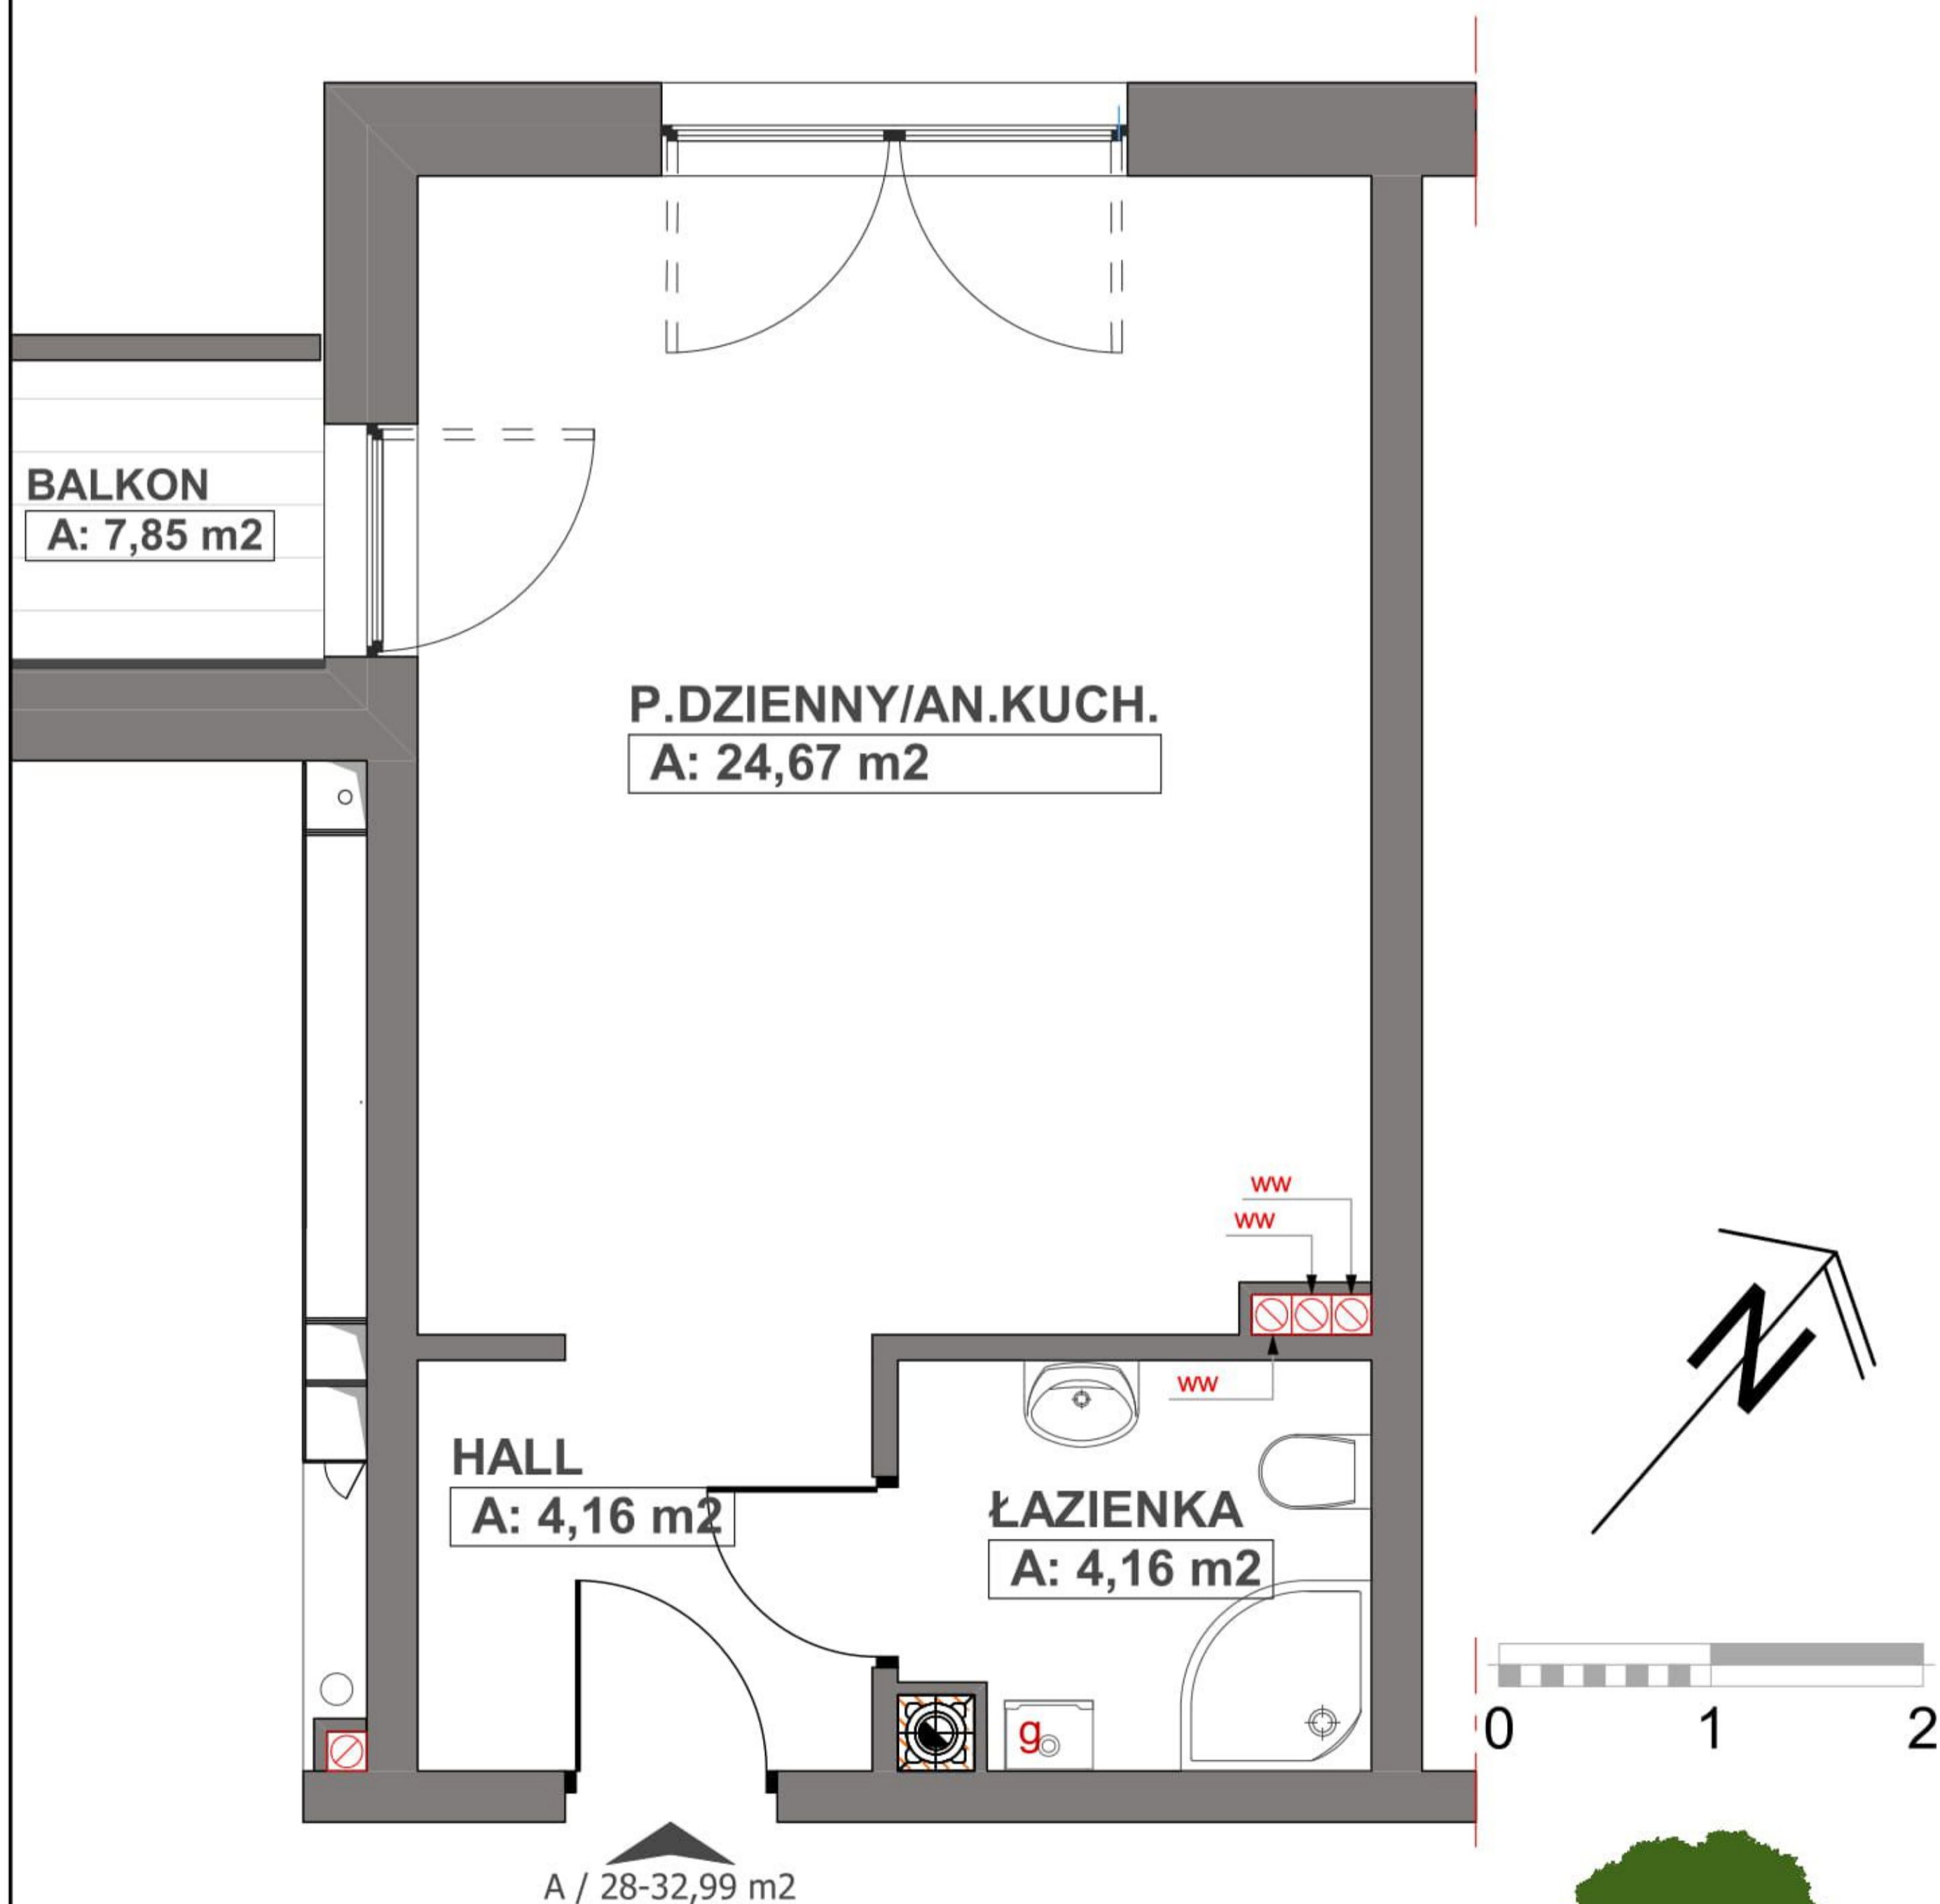 BALKON
A: 7,85 m2
P.DZIENNY/AN.KUCH.
A: 24,67 m2
ww
ww
ww
HALL
A: 4,16 m2
ŁAZIENKA
A: 4,16 m2
g
N
0 1 2
A / 28-32,99 m2